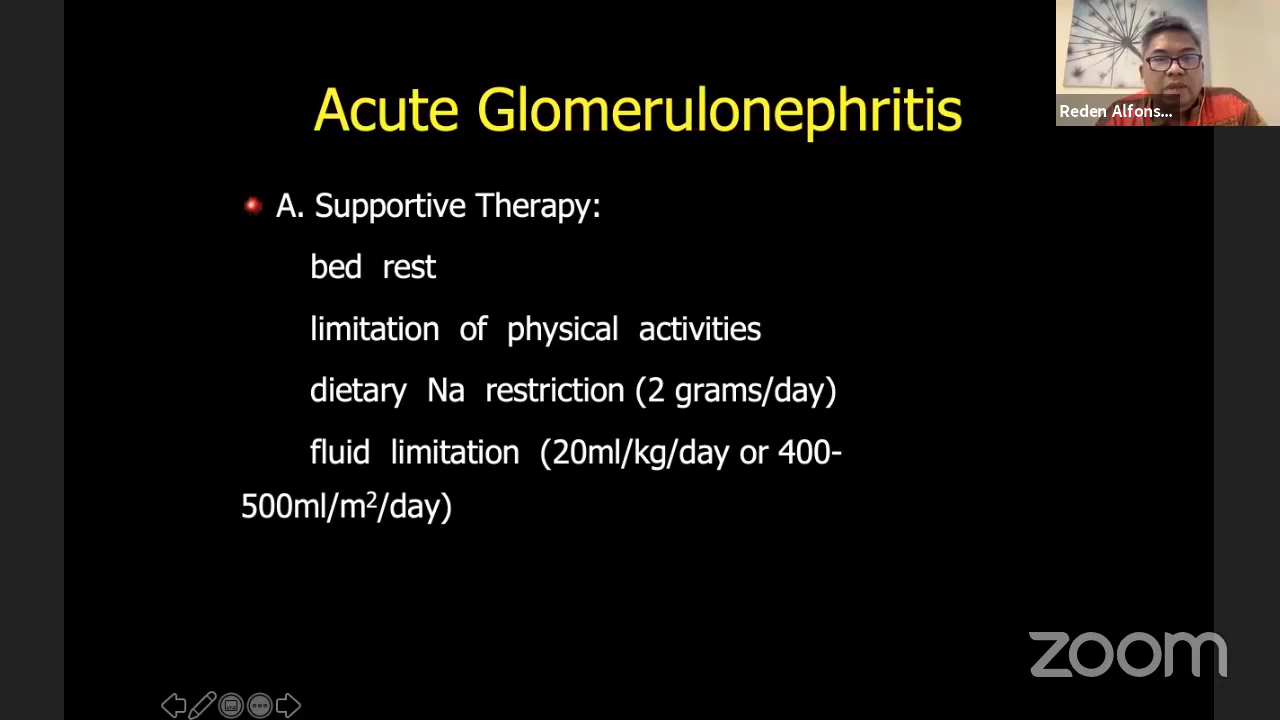 Acute Glomerulonephritis
Reden Alfons...
A. Supportive Therapy:
bed rest
limitation of physical activities
dietary Na restriction (2 grams/day)
fluid limitation (20ml/kg/day or 400-
500ml/m²/day)
zoom